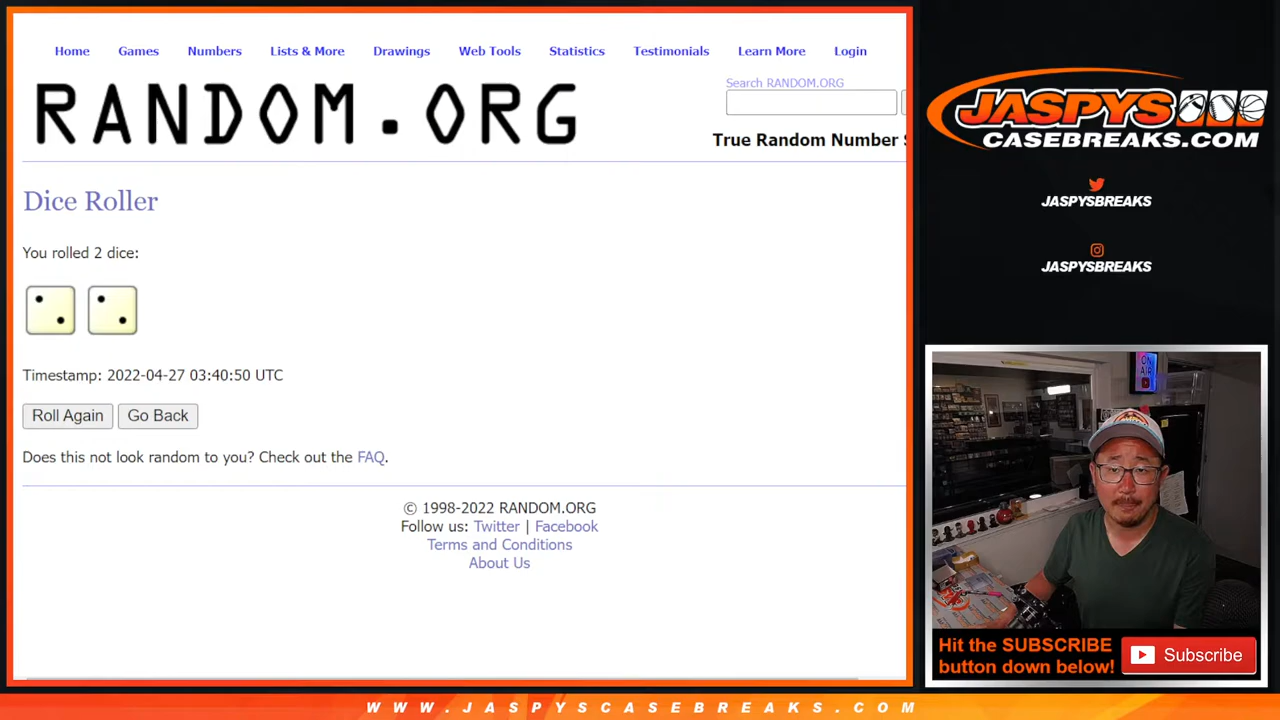 Home Games Numbers Lists & More Drawings Web Tools Statistics Testimonials Learn More Login
RANDOM.ORG
Search RANDOM.ORG
True Random Number
Dice Roller
You rolled 2 dice:
Timestamp: 2022-04-27 03:40:50 UTC
Roll Again Go Back
Does this not look random to you? Check out the FAQ.
© 1998-2022 RANDOM.ORG
Follow us: Twitter | Facebook
Terms and Conditions
About Us
JASPYS
CASEBREAKS.COM
JASPYSBREAKS
JASPYSBREAKS
ON
AIR
Hit the SUBSCRIBE
button down below!
Subscribe
WWW.JASPYSCASEBREAKS.COM